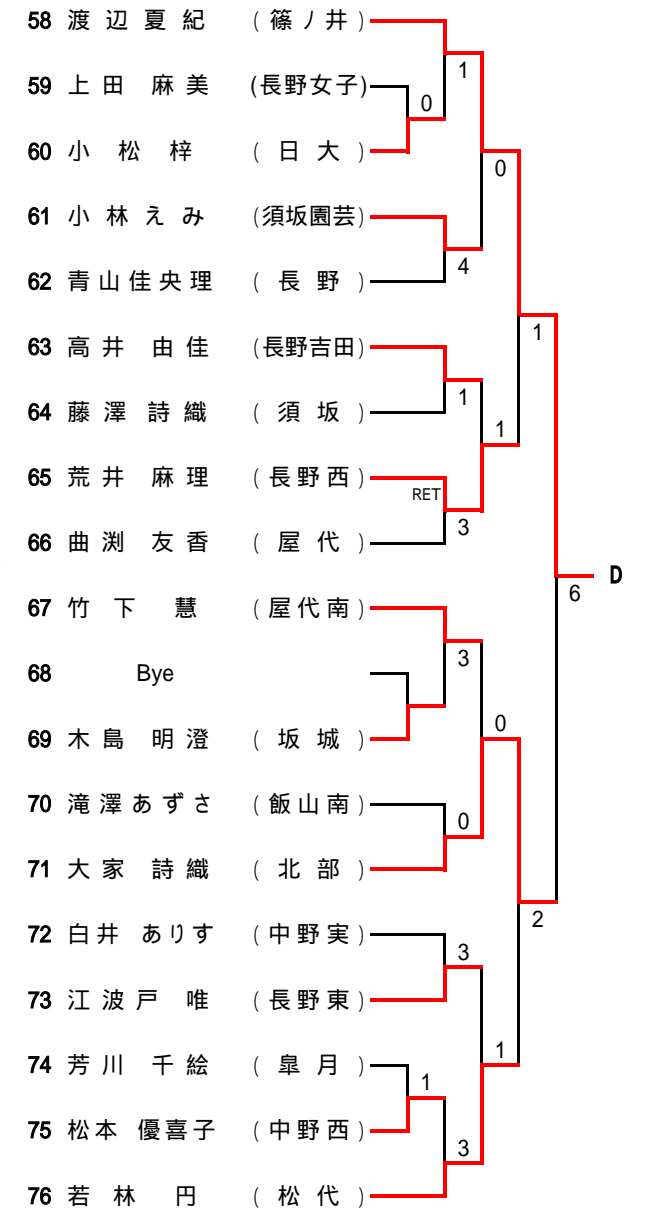 58 渡辺夏紀 (篠ノ井)
1
59 上田 麻美 (長野女子)
0
60 小松梓 (日大)
0
61 小林えみ (須坂園芸)
62 青山佳央理 (長野)
4
63 高井 由佳 (長野吉田)
1
64 藤澤詩織 (須坂)
1
1
65 荒井 麻理 (長野西)
RET
3
66 曲渕 友香 (屋代)
6 D
67 竹下 慧 (屋代南)
3
68 Bye
69 木島 明澄 (坂城)
0
70 滝澤あずさ (飯山南)
0
71 大家 詩織 (北部)
2
72 白井 ありす (中野実)
3
73 江波戸 唯 (長野東)
1
74 芳川 千絵 (皐月)
1
75 松本 優喜子 (中野西)
3
76 若林 円 (松代)